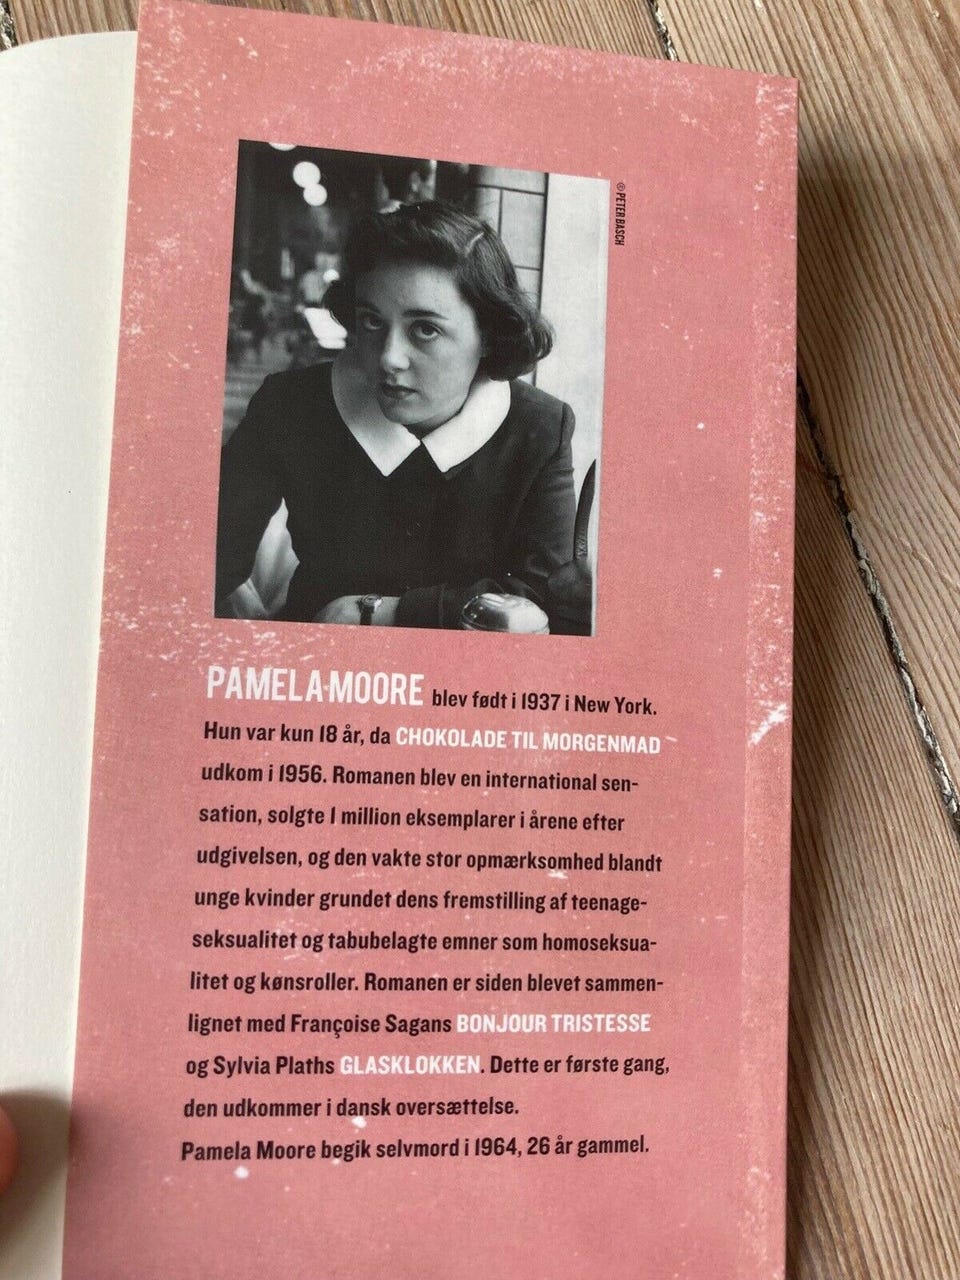 © PETER BASCH
PAMELA MOORE blev født i 1937 i New York.
Hun var kun 18 år, da CHOKOLADE TIL MORGENMAD
udkom i 1956. Romanen blev en international sen-
sation, solgte 1 million eksemplarer i årene efter
udgivelsen, og den vakte stor opmærksomhed blandt
unge kvinder grundet dens fremstilling af teenage-
seksualitet og tabubelagte emner som homoseksua-
litet og kønsroller. Romanen er siden blevet sammen-
lignet med Françoise Sagans BONJOUR TRISTESSE
og Sylvia Plaths GLASKLOKKEN. Dette er første gang,
den udkommer i dansk oversættelse.
Pamela Moore begik selvmord i 1964, 26 år gammel.